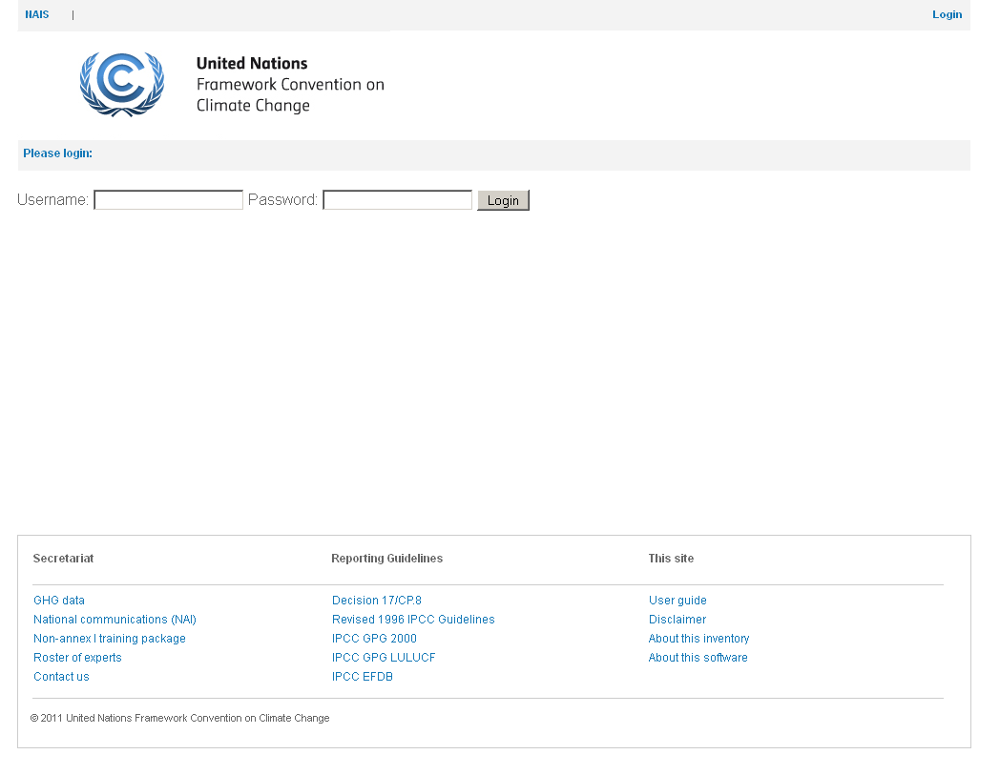 NAIS | Login
United Nations
Framework Convention on
Climate Change
Please login:
Username: Password: Login
Secretariat Reporting Guidelines This site
GHG data Decision 17/CP.8 User guide
National communications (NAI) Revised 1996 IPCC Guidelines Disclaimer
Non-annex I training package IPCC GPG 2000 About this inventory
Roster of experts IPCC GPG LULUCF About this software
Contact us IPCC EFDB
© 2011 United Nations Framework Convention on Climate Change